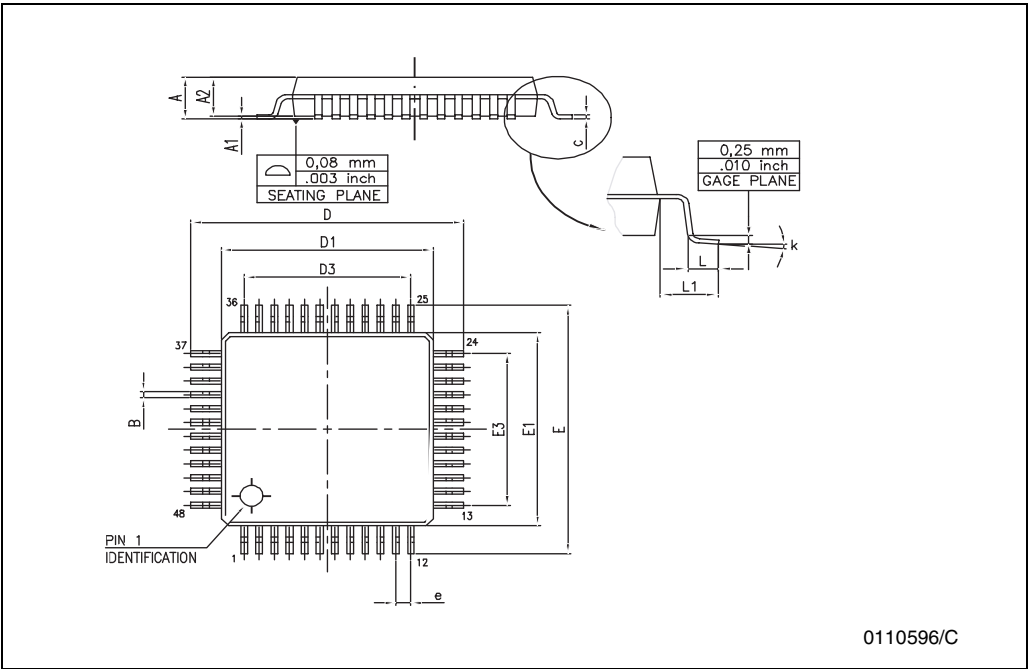 A
A2
A1
c
0,08 mm
.003 inch
SEATING PLANE
0,25 mm
.010 inch
GAGE PLANE
k
L
L1
D
D1
D3
36
25
37
24
B
E3
E1
E
48
13
PIN 1
IDENTIFICATION
1
12
e
0110596/C